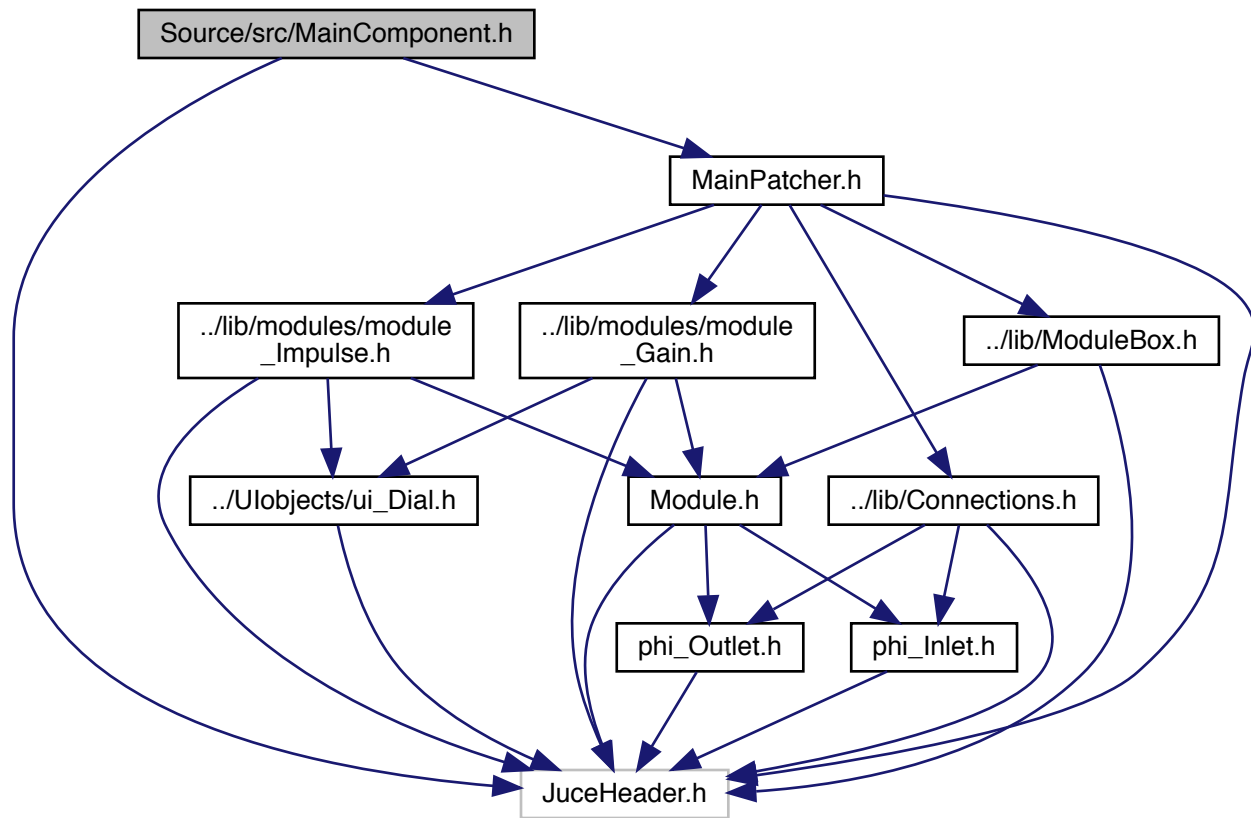 Source/src/MainComponent.h
MainPatcher.h
../lib/modules/module
_Impulse.h
../lib/modules/module
_Gain.h
../lib/ModuleBox.h
../UIobjects/ui_Dial.h
Module.h
../lib/Connections.h
phi_Outlet.h
phi_Inlet.h
JuceHeader.h